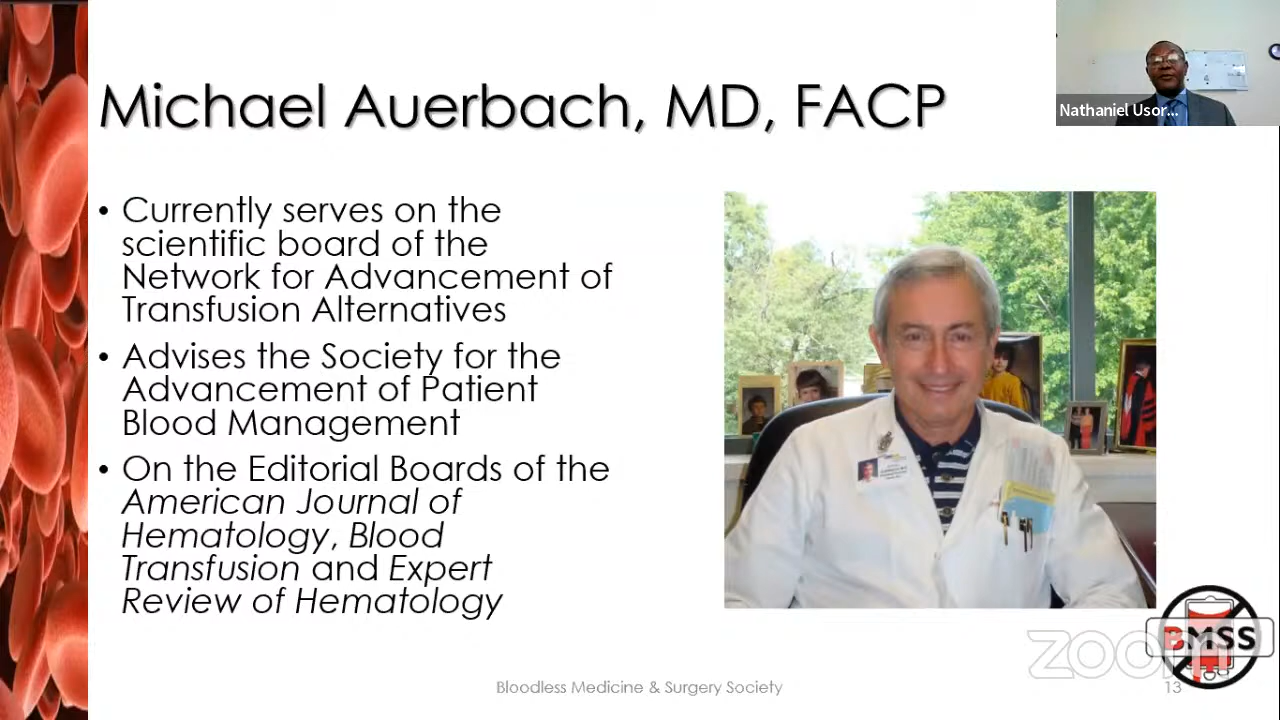 Michael Auerbach, MD, FACP
Nathaniel Usor...
• Currently serves on the
scientific board of the
Network for Advancement of
Transfusion Alternatives
• Advises the Society for the
Advancement of Patient
Blood Management
• On the Editorial Boards of the
American Journal of
Hematology, Blood
Transfusion and Expert
Review of Hematology
BMSS
zoom
Bloodless Medicine & Surgery Society
13